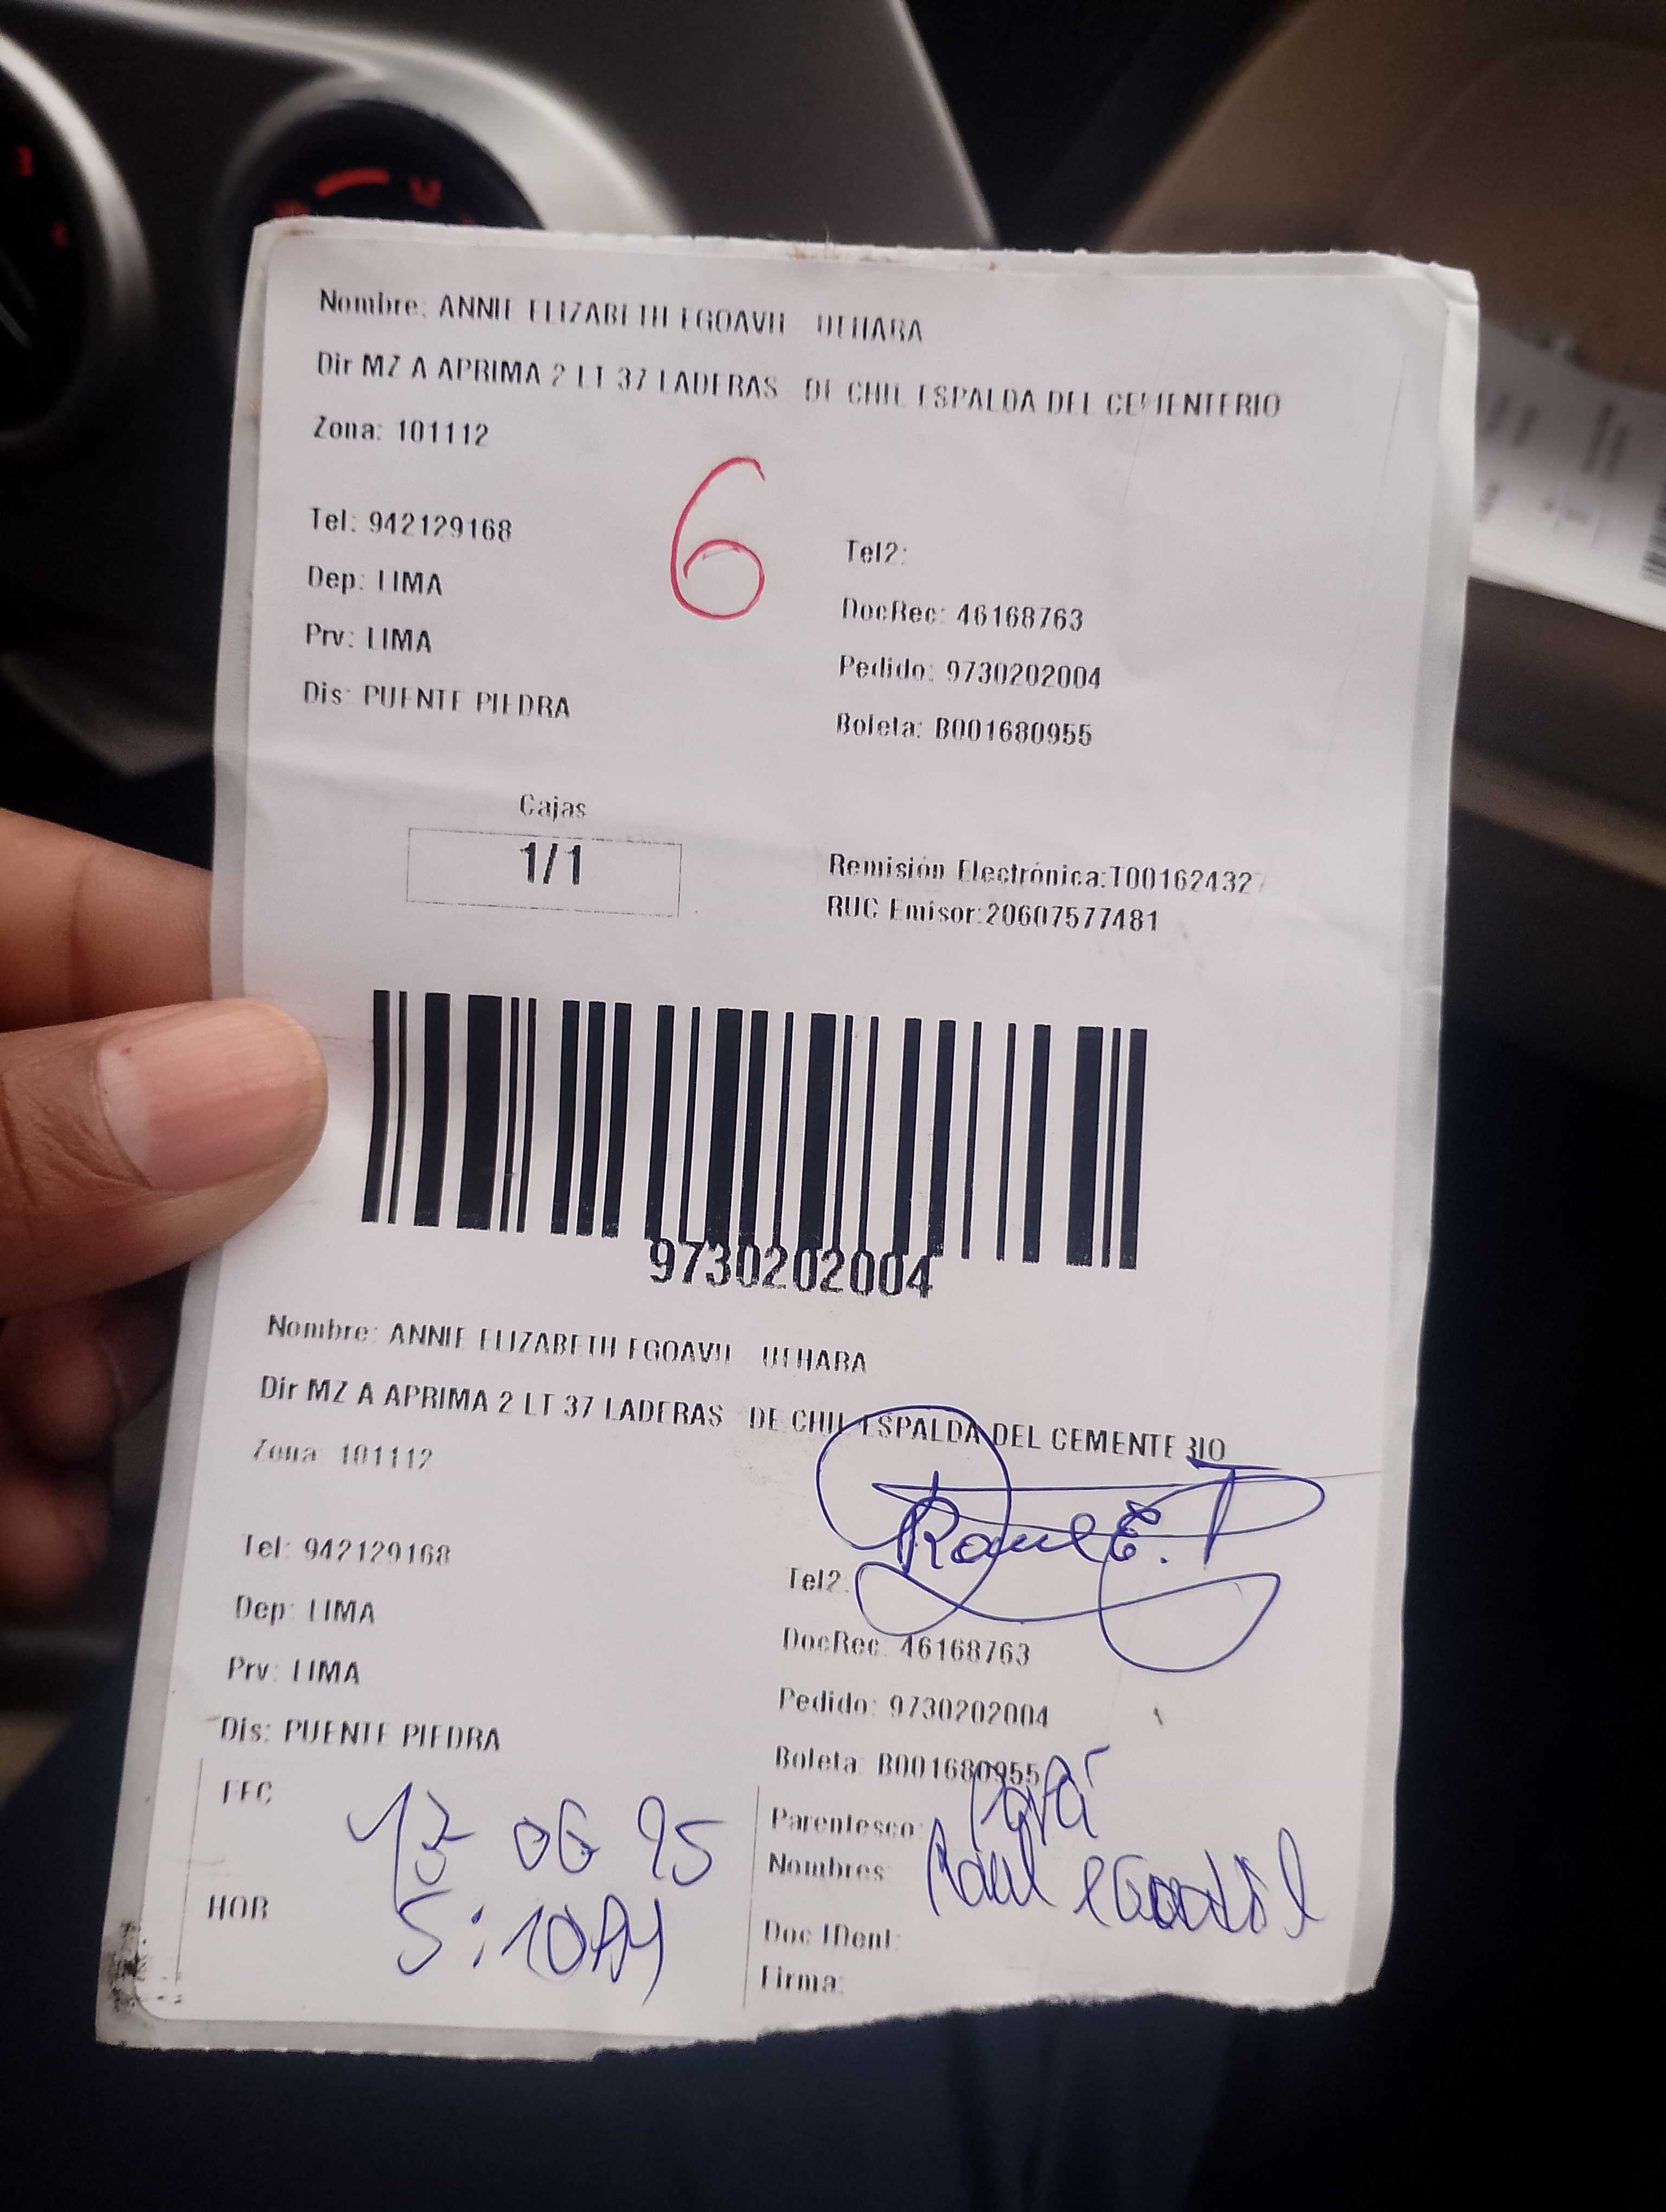 Nombre: ANNIE ELIZABETH EGOAVIL UEHARA
Dir MZ A APRIMA 2 LT 37 LADERAS DE CHIL ESPALDA DEL CEMENTERIO
Zona: 101112
6
Tel: 942129168
Tel2:
Dep: LIMA
DocRec: 46168763
Prv: LIMA
Pedido: 9730202004
Dis: PUENTE PIEDRA
Boleta: B001680955
Cajas
1/1
Remisión Electrónica:T00162432
RUC Emisor:20607577481
9730202004
Nombre: ANNIE ELIZABETH EGOAVIL UEHARA
Dir MZ A APRIMA 2 LT 37 LADERAS DE CHIL ESPALDA DEL CEMENTERIO
Zona: 101112
Raul E.
Tel: 942129168
Tel2:
Dep: LIMA
DocRec: 46168763
Prv: LIMA
Pedido: 9730202004
Dis: PUENTE PIEDRA
Boleta: B001680955
FEC
06
Parentesco: Papá
Nombres: Raul
HOR 5:10
Doc IDent:
Firma: